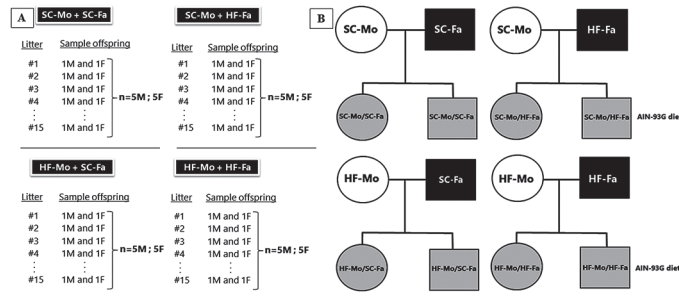 A
SC-Mo + SC-Fa
Litter Sample offspring
#1 1M and 1F
#2 1M and 1F
#3 1M and 1F
#4 1M and 1F
⋮ ⋮
#15 1M and 1F
n=5M ; 5F
SC-Mo + HF-Fa
Litter Sample offspring
#1 1M and 1F
#2 1M and 1F
#3 1M and 1F
#4 1M and 1F
⋮ ⋮
#15 1M and 1F
n=5M ; 5F
HF-Mo + SC-Fa
Litter Sample offspring
#1 1M and 1F
#2 1M and 1F
#3 1M and 1F
#4 1M and 1F
⋮ ⋮
#15 1M and 1F
n=5M ; 5F
HF-Mo + HF-Fa
Litter Sample offspring
#1 1M and 1F
#2 1M and 1F
#3 1M and 1F
#4 1M and 1F
⋮ ⋮
#15 1M and 1F
n=5M ; 5F
B
SC-Mo SC-Fa SC-Mo HF-Fa
SC-Mo/SC-Fa SC-Mo/SC-Fa SC-Mo/HF-Fa SC-Mo/HF-Fa AIN-93G diet
HF-Mo SC-Fa HF-Mo HF-Fa
HF-Mo/SC-Fa HF-Mo/SC-Fa HF-Mo/HF-Fa HF-Mo/HF-Fa AIN-93G diet